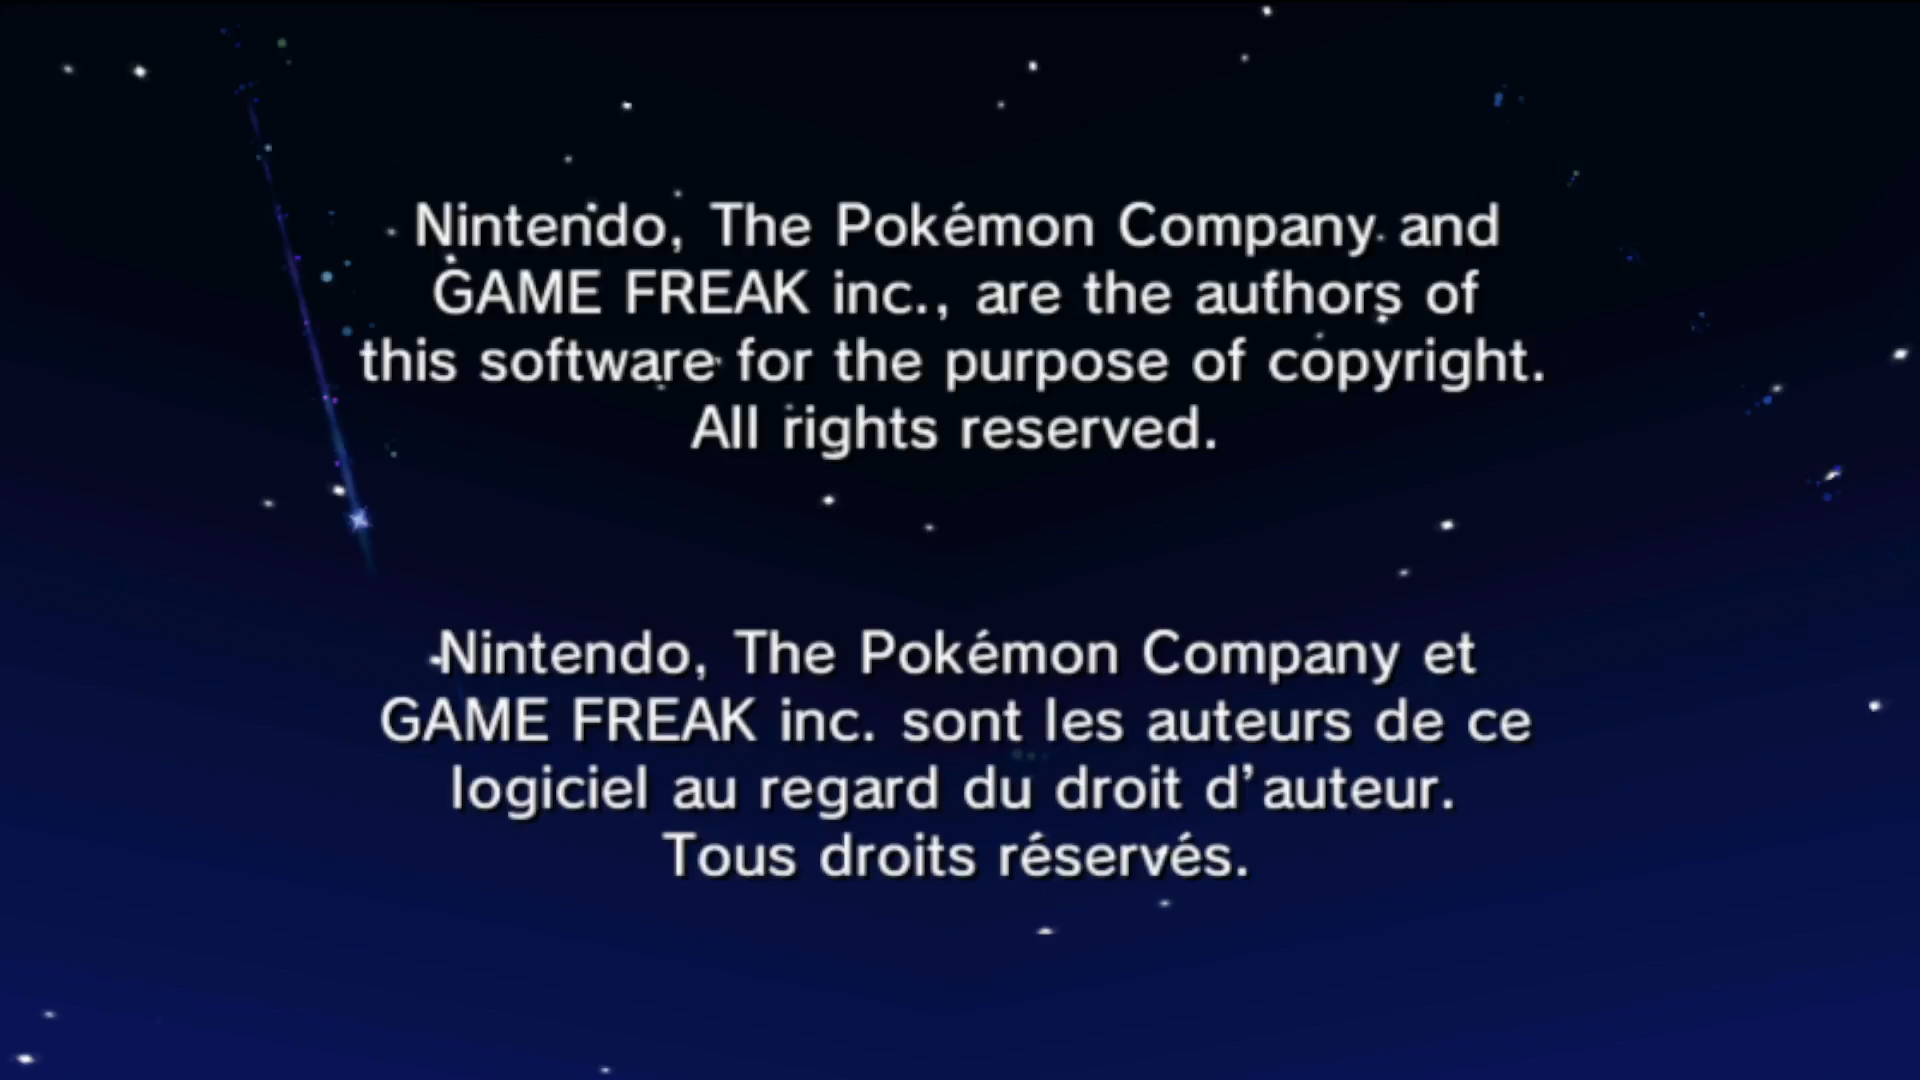 Nintendo, The Pokémon Company and
GAME FREAK inc., are the authors of
this software for the purpose of copyright.
All rights reserved.
Nintendo, The Pokémon Company et
GAME FREAK inc. sont les auteurs de ce
logiciel au regard du droit d'auteur.
Tous droits réservés.